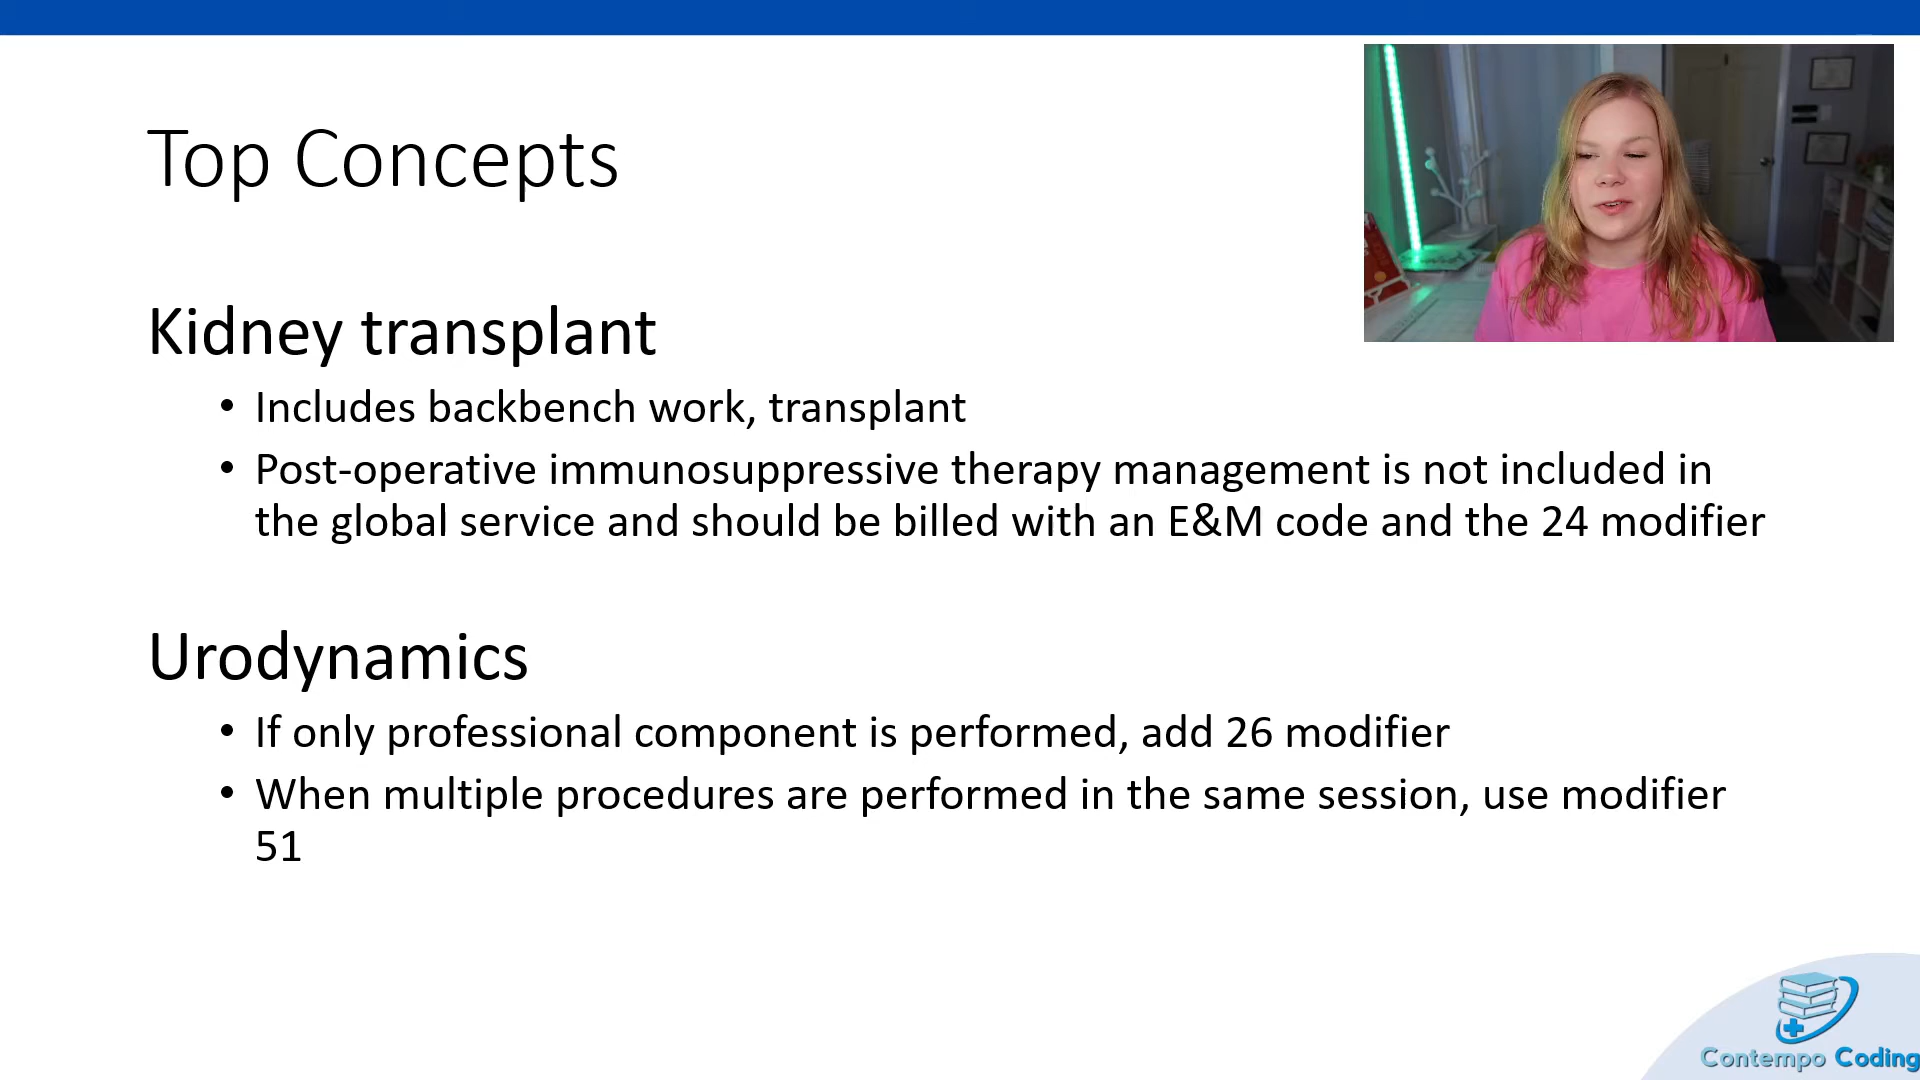 Top Concepts
Kidney transplant
• Includes backbench work, transplant
• Post-operative immunosuppressive therapy management is not included in
the global service and should be billed with an E&M code and the 24 modifier
Urodynamics
• If only professional component is performed, add 26 modifier
• When multiple procedures are performed in the same session, use modifier
51
Contempo Coding